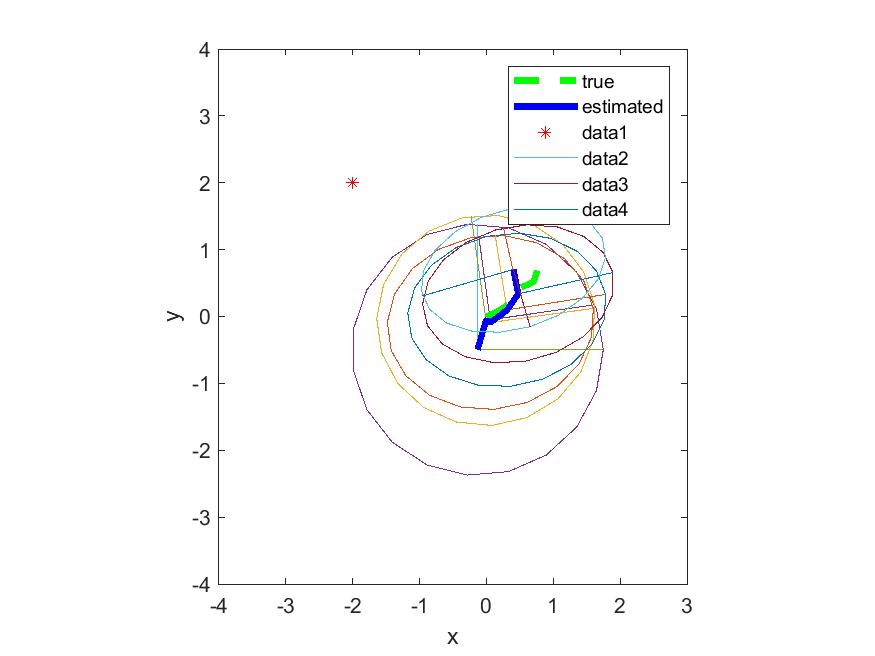 4
3
2
1
0
-1
-2
-3
-4
y
-4 -3 -2 -1 0 1 2 3
x
true
estimated
data1
data2
data3
data4